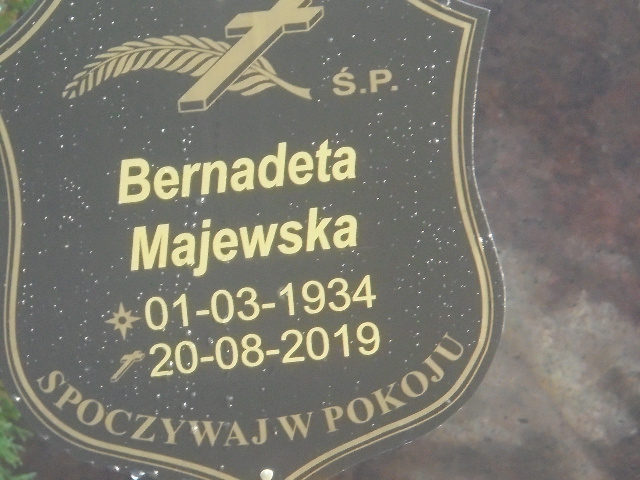 Ś.P.
Bernadeta
Majewska
01-03-1934
20-08-2019
SPOCZYWAJ W POKOJU